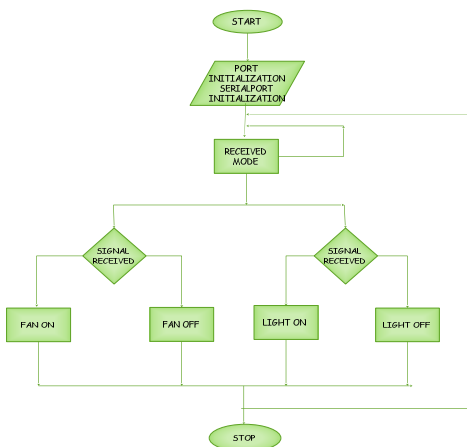 START
PORT
INITIALIZATION
SERIALPORT
INITIALIZATION
RECEIVED
MODE
SIGNAL
RECEIVED
SIGNAL
RECEIVED
FAN ON
FAN OFF
LIGHT ON
LIGHT OFF
STOP